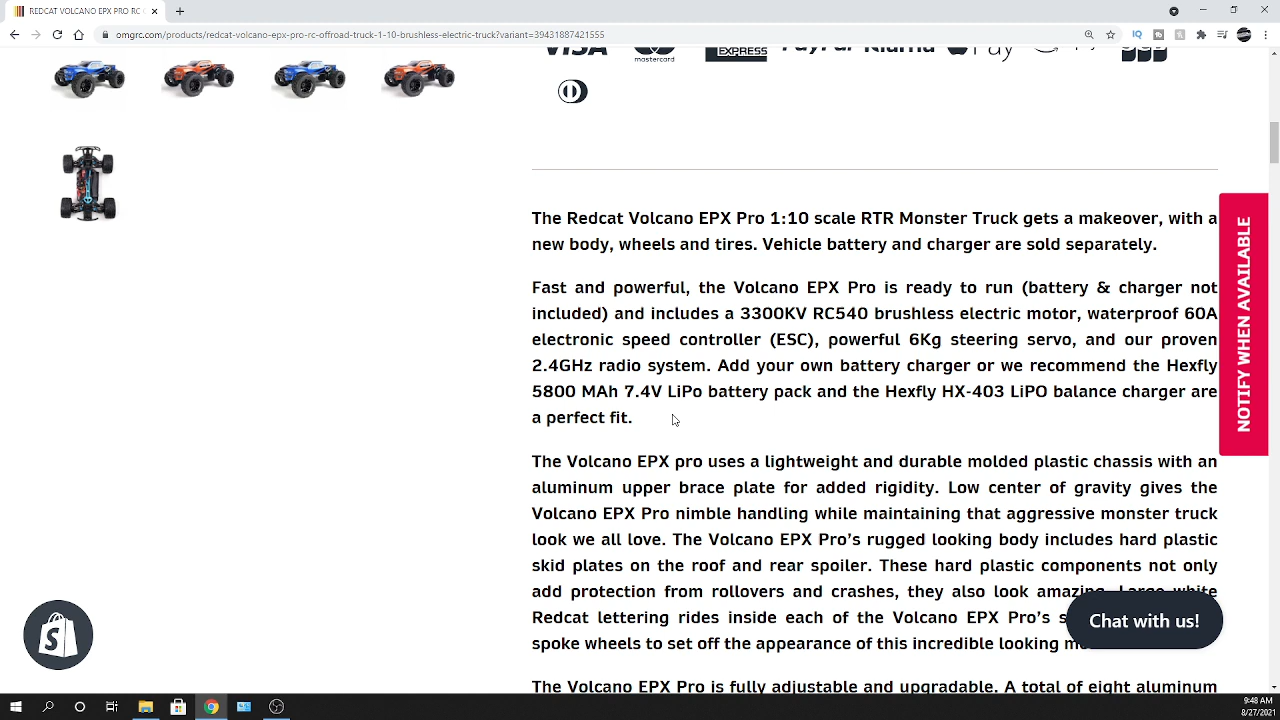 REDCAT VOLCANO EPX PRO RC
omgrc.com/products/redcat-volcano-epx-pro-rc-offroad-truck-1-10-brushless-electric-truck?variant=39431887421555
VISA mastercard EXPRESS PayPal Klarna Pay
The Redcat Volcano EPX Pro 1:10 scale RTR Monster Truck gets a makeover, with a
new body, wheels and tires. Vehicle battery and charger are sold separately.
Fast and powerful, the Volcano EPX Pro is ready to run (battery & charger not
included) and includes a 3300KV RC540 brushless electric motor, waterproof 60A
electronic speed controller (ESC), powerful 6Kg steering servo, and our proven
2.4GHz radio system. Add your own battery charger or we recommend the Hexfly
5800 MAh 7.4V LiPo battery pack and the Hexfly HX-403 LiPO balance charger are
a perfect fit.
The Volcano EPX pro uses a lightweight and durable molded plastic chassis with an
aluminum upper brace plate for added rigidity. Low center of gravity gives the
Volcano EPX Pro nimble handling while maintaining that aggressive monster truck
look we all love. The Volcano EPX Pro’s rugged looking body includes hard plastic
skid plates on the roof and rear spoiler. These hard plastic components not only
add protection from rollovers and crashes, they also look amazing. Large white
Redcat lettering rides inside each of the Volcano EPX Pro’s
spoke wheels to set off the appearance of this incredible looking
The Volcano EPX Pro is fully adjustable and upgradable. A total of eight aluminum
NOTIFY WHEN AVAILABLE
Chat with us!
9:48 AM
8/27/2021